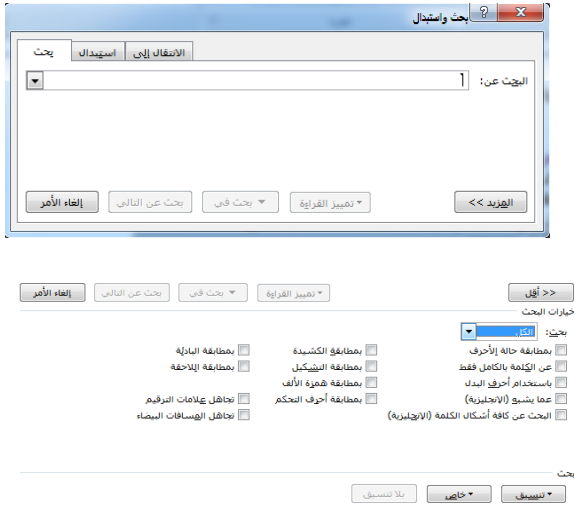 بحث واستبدال
بحث استبدال الانتقال إلى
البحث عن:
المزيد >> تمييز القراءة بحث في بحث عن التالي إلغاء الأمر
<< أقل تمييز القراءة بحث في بحث عن التالي إلغاء الأمر
خيارات البحث
بحث: الكل
بمطابقة حالة الأحرف بمطابقة الكشيدة بمطابقة البادئة
عن الكلمة بالكامل فقط بمطابقة التشكيل بمطابقة اللاحقة
باستخدام أحرف البدل بمطابقة همزة الألف
عما يشبه (الإنجليزية) بمطابقة أحرف التحكم تجاهل علامات الترقيم
البحث عن كافة أشكال الكلمة (الإنجليزية) تجاهل المسافات البيضاء
بحث
تنسيق خاص بلا تنسيق